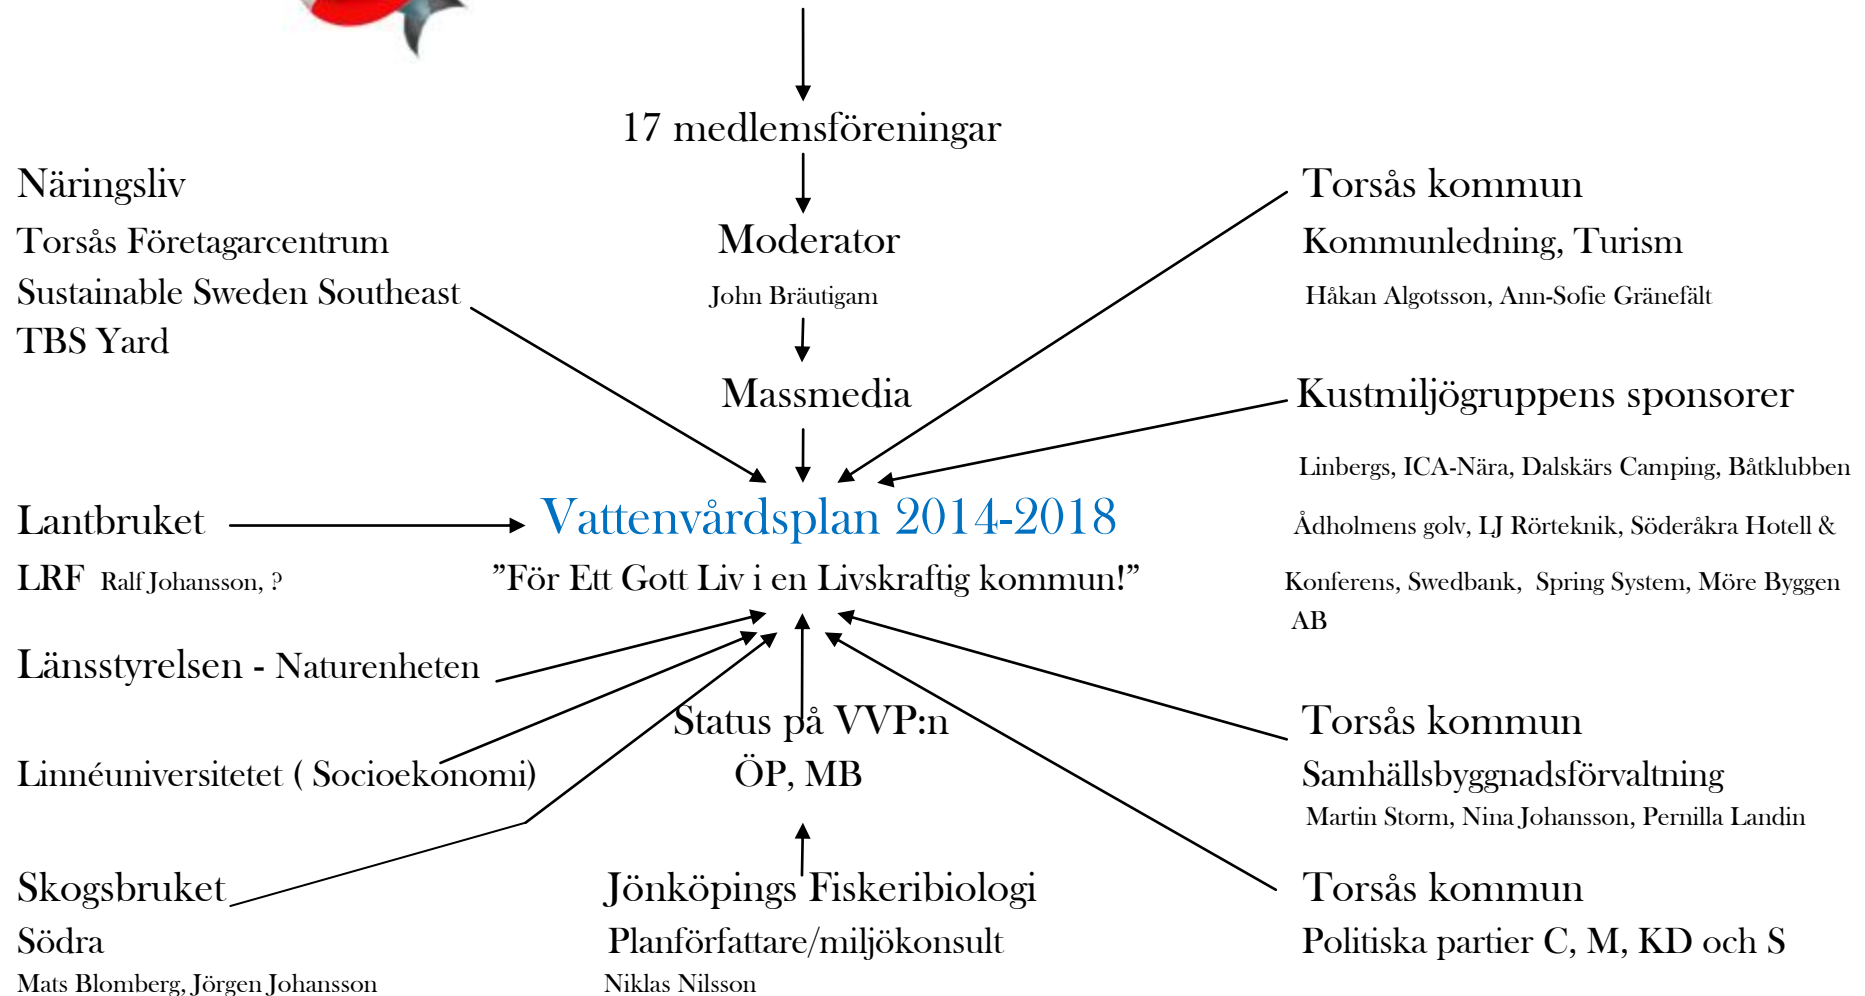 17 medlemsföreningar
Näringsliv
Torsås Företagarcentrum
Sustainable Sweden Southeast
TBS Yard
Moderator
John Bräutigam
Massmedia
Torsås kommun
Kommunledning, Turism
Håkan Algotsson, Ann-Sofie Gränefält
Kustmiljögruppens sponsorer
Linbergs, ICA-Nära, Dalskärs Camping, Båtklubben
Ådholmens golv, LJ Rörteknik, Söderåkra Hotell &
Konferens, Swedbank, Spring System, Möre Byggen
AB
Lantbruket
LRF Ralf Johansson, ?
Vattenvårdsplan 2014-2018
”För Ett Gott Liv i en Livskraftig kommun!”
Länsstyrelsen - Naturenheten
Linnéuniversitetet ( Socioekonomi)
Status på VVP:n
ÖP, MB
Torsås kommun
Samhällsbyggnadsförvaltning
Martin Storm, Nina Johansson, Pernilla Landin
Skogsbruket
Södra
Mats Blomberg, Jörgen Johansson
Jönköpings Fiskeribiologi
Planförfattare/miljökonsult
Niklas Nilsson
Torsås kommun
Politiska partier C, M, KD och S